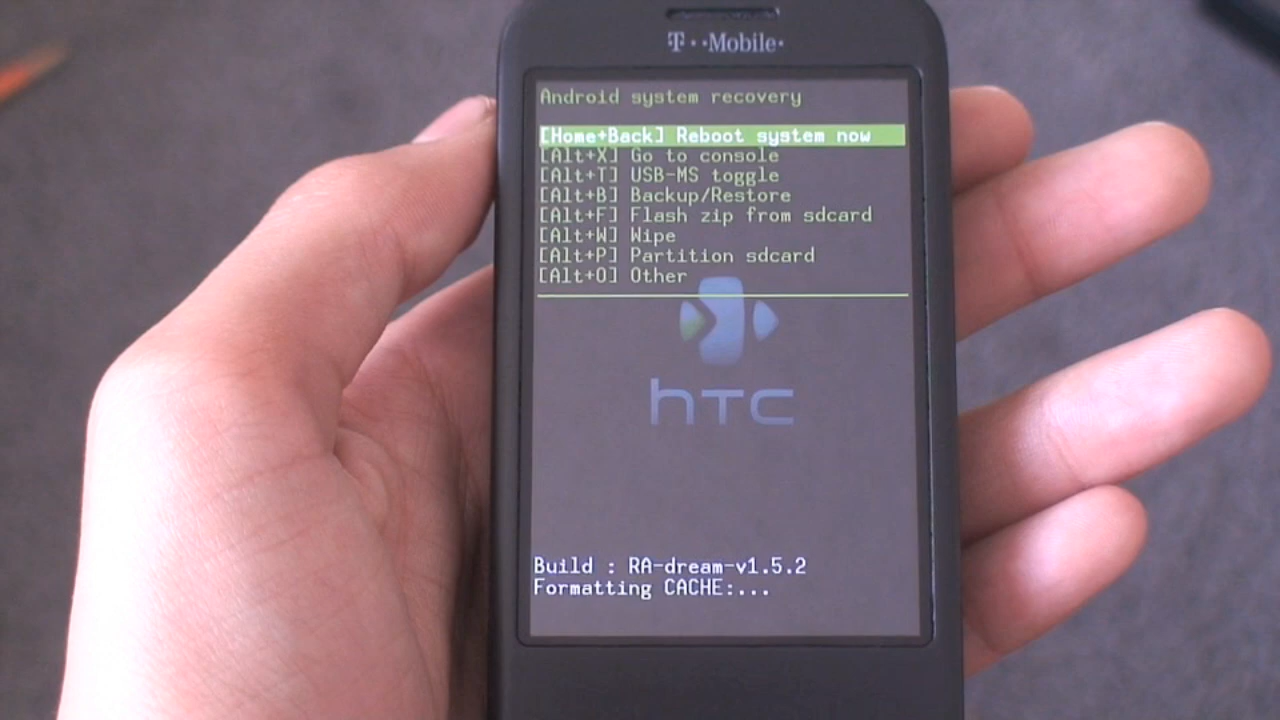 T··Mobile·
Android system recovery
[Home+Back] Reboot system now
[Alt+X] Go to console
[Alt+T] USB-MS toggle
[Alt+B] Backup/Restore
[Alt+F] Flash zip from sdcard
[Alt+W] Wipe
[Alt+P] Partition sdcard
[Alt+O] Other
hTC
Build : RA-dream-v1.5.2
Formatting CACHE:...